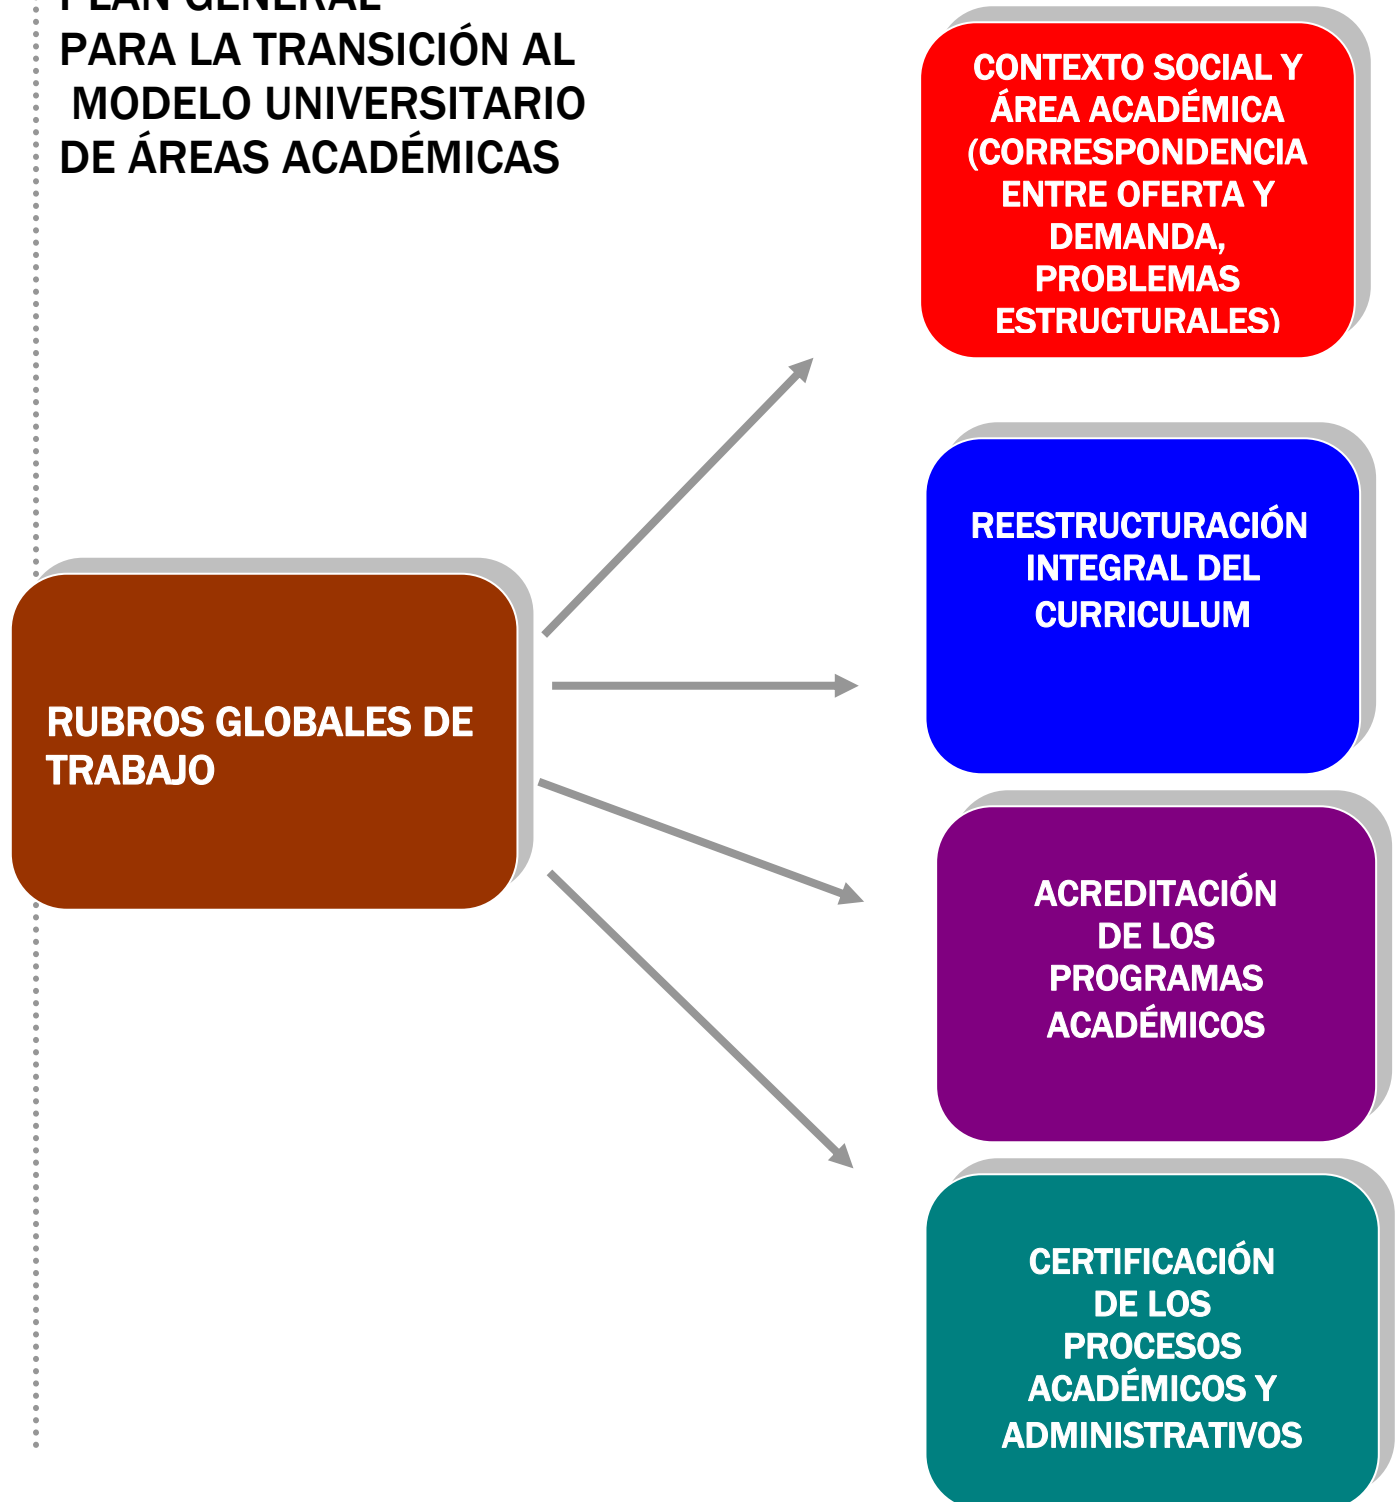 PLAN GENERAL
PARA LA TRANSICIÓN AL
MODELO UNIVERSITARIO
DE ÁREAS ACADÉMICAS
CONTEXTO SOCIAL Y
ÁREA ACADÉMICA
(CORRESPONDENCIA
ENTRE OFERTA Y
DEMANDA,
PROBLEMAS
ESTRUCTURALES)
REESTRUCTURACIÓN
INTEGRAL DEL
CURRICULUM
RUBROS GLOBALES DE
TRABAJO
ACREDITACIÓN
DE LOS
PROGRAMAS
ACADÉMICOS
CERTIFICACIÓN
DE LOS
PROCESOS
ACADÉMICOS Y
ADMINISTRATIVOS